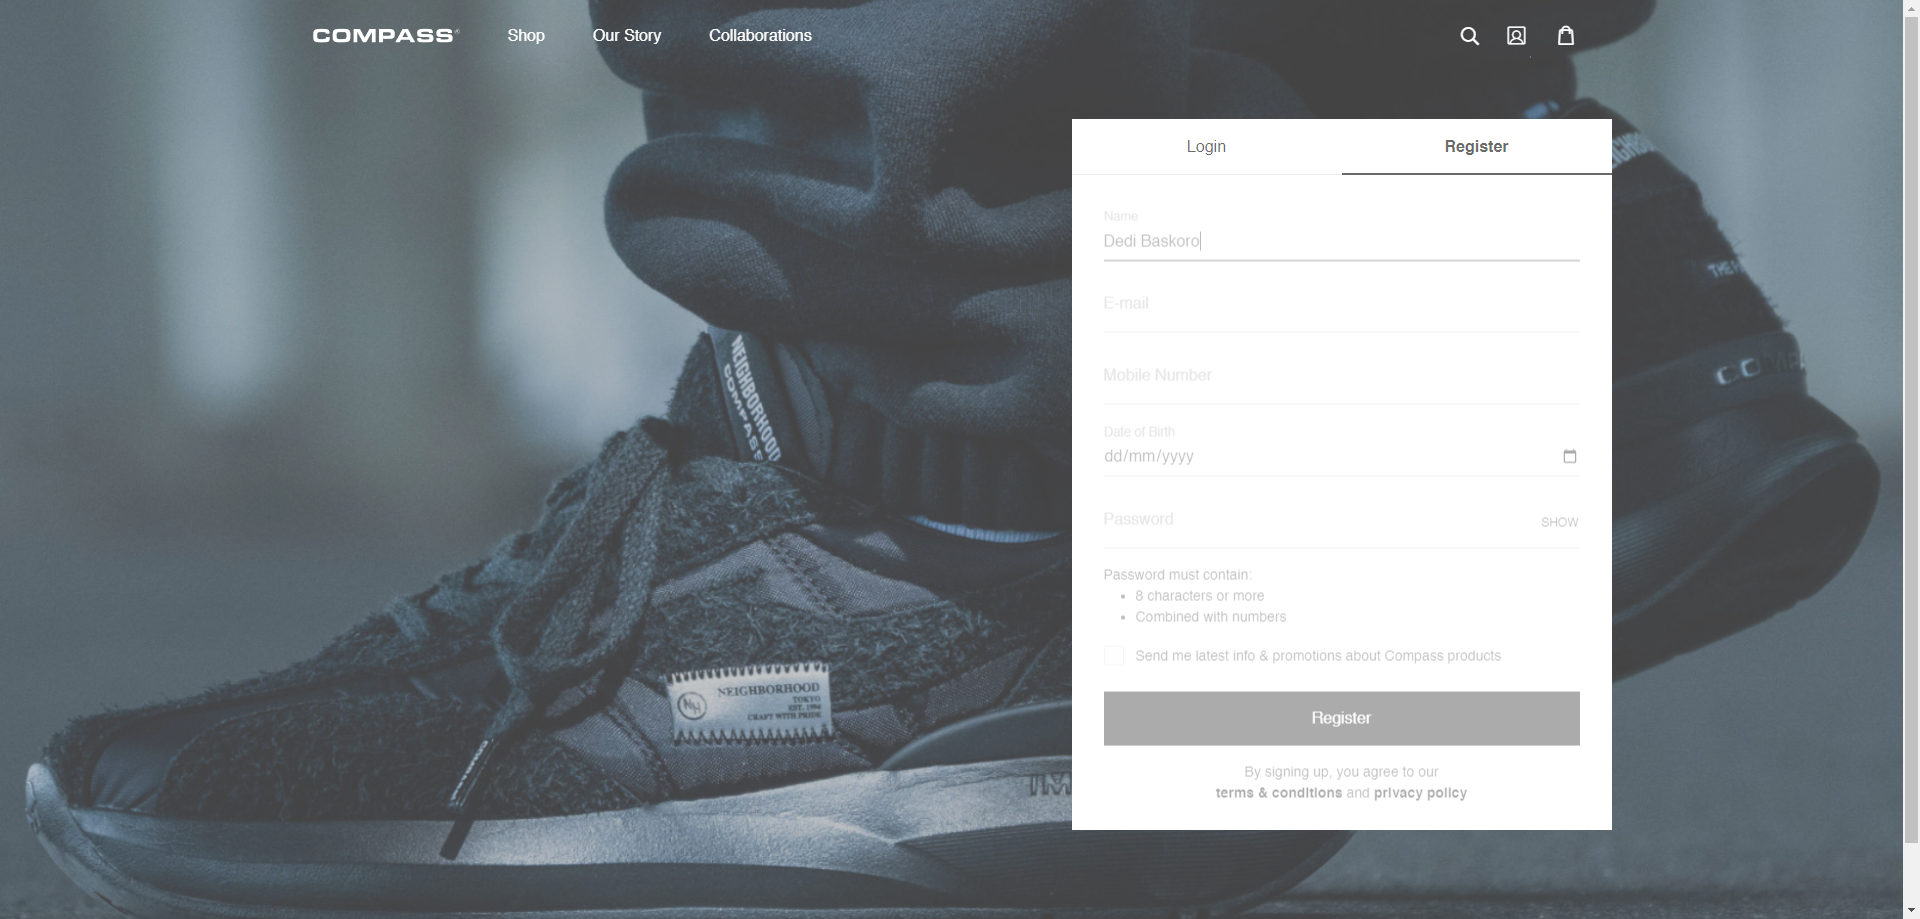 COMPASS®
Shop
Our Story
Collaborations
Login
Register
Name
Dedi Baskoro
E-mail
Mobile Number
Date of Birth
dd/mm/yyyy
Password
SHOW
Password must contain:
8 characters or more
Combined with numbers
Send me latest info & promotions about Compass products
Register
By signing up, you agree to our
terms & conditions and privacy policy
NEIGHBORHOOD
COMPASS
NH
NEIGHBORHOOD
TOKYO
EST. 1994
CRAFT WITH PRIDE